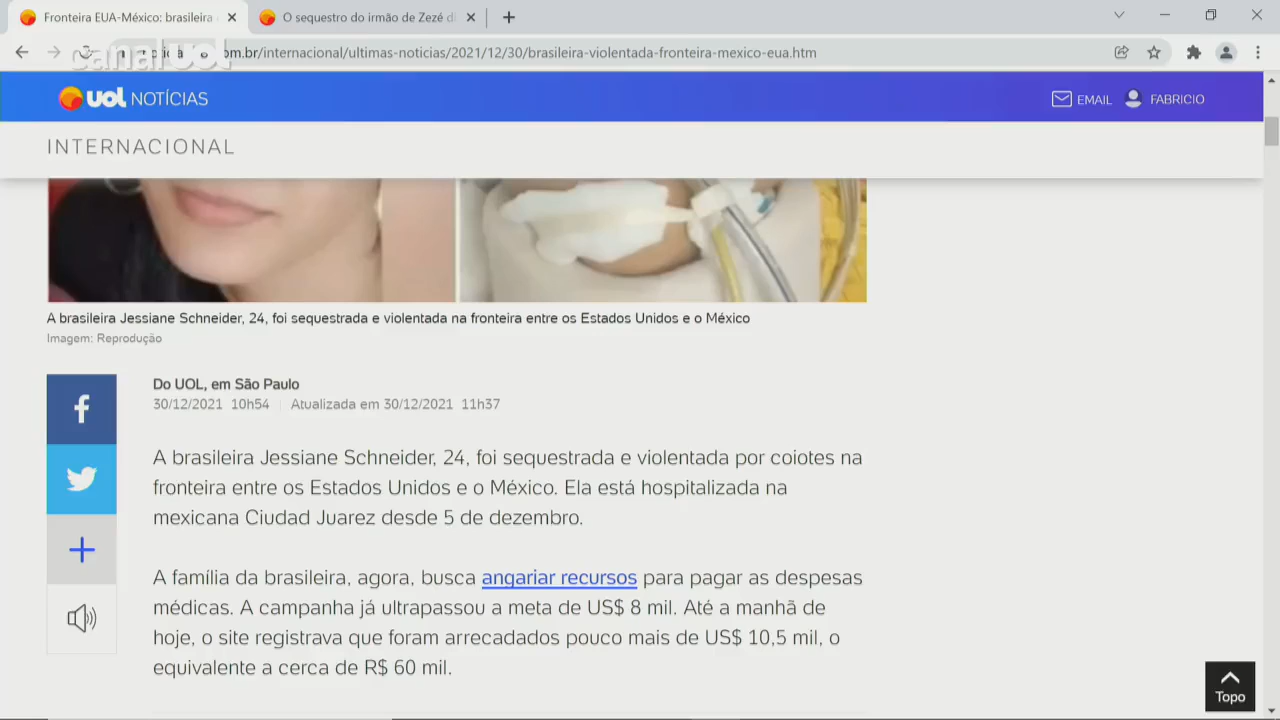 Fronteira EUA-México: brasileira
O sequestro do irmão de Zezé di
canal UOL
om.br/internacional/ultimas-noticias/2021/12/30/brasileira-violentada-fronteira-mexico-eua.htm
UOL NOTÍCIAS
EMAIL
FABRICIO
INTERNACIONAL
A brasileira Jessiane Schneider, 24, foi sequestrada e violentada na fronteira entre os Estados Unidos e o México
Imagem: Reprodução
Do UOL, em São Paulo
30/12/2021 10h54 Atualizada em 30/12/2021 11h37
A brasileira Jessiane Schneider, 24, foi sequestrada e violentada por coiotes na
fronteira entre os Estados Unidos e o México. Ela está hospitalizada na
mexicana Ciudad Juarez desde 5 de dezembro.
A família da brasileira, agora, busca angariar recursos para pagar as despesas
médicas. A campanha já ultrapassou a meta de US$ 8 mil. Até a manhã de
hoje, o site registrava que foram arrecadados pouco mais de US$ 10,5 mil, o
equivalente a cerca de R$ 60 mil.
Topo